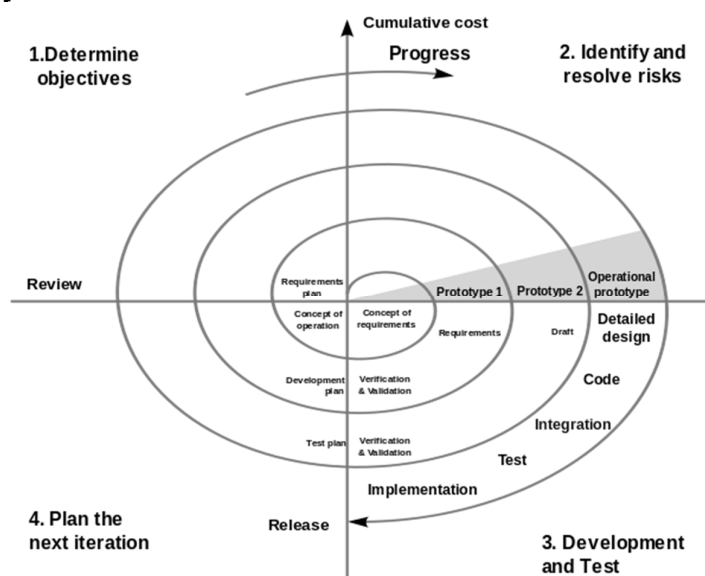 Cumulative cost
Progress
1.Determine
objectives
2. Identify and
resolve risks
Review
Requirements
plan
Prototype 1
Prototype 2
Operational
prototype
Concept of
operation
Concept of
requirements
Requirements
Draft
Detailed
design
Development
plan
Verification
& Validation
Code
Integration
Test plan
Verification
& Validation
Test
Implementation
Release
4. Plan the
next iteration
3. Development
and Test